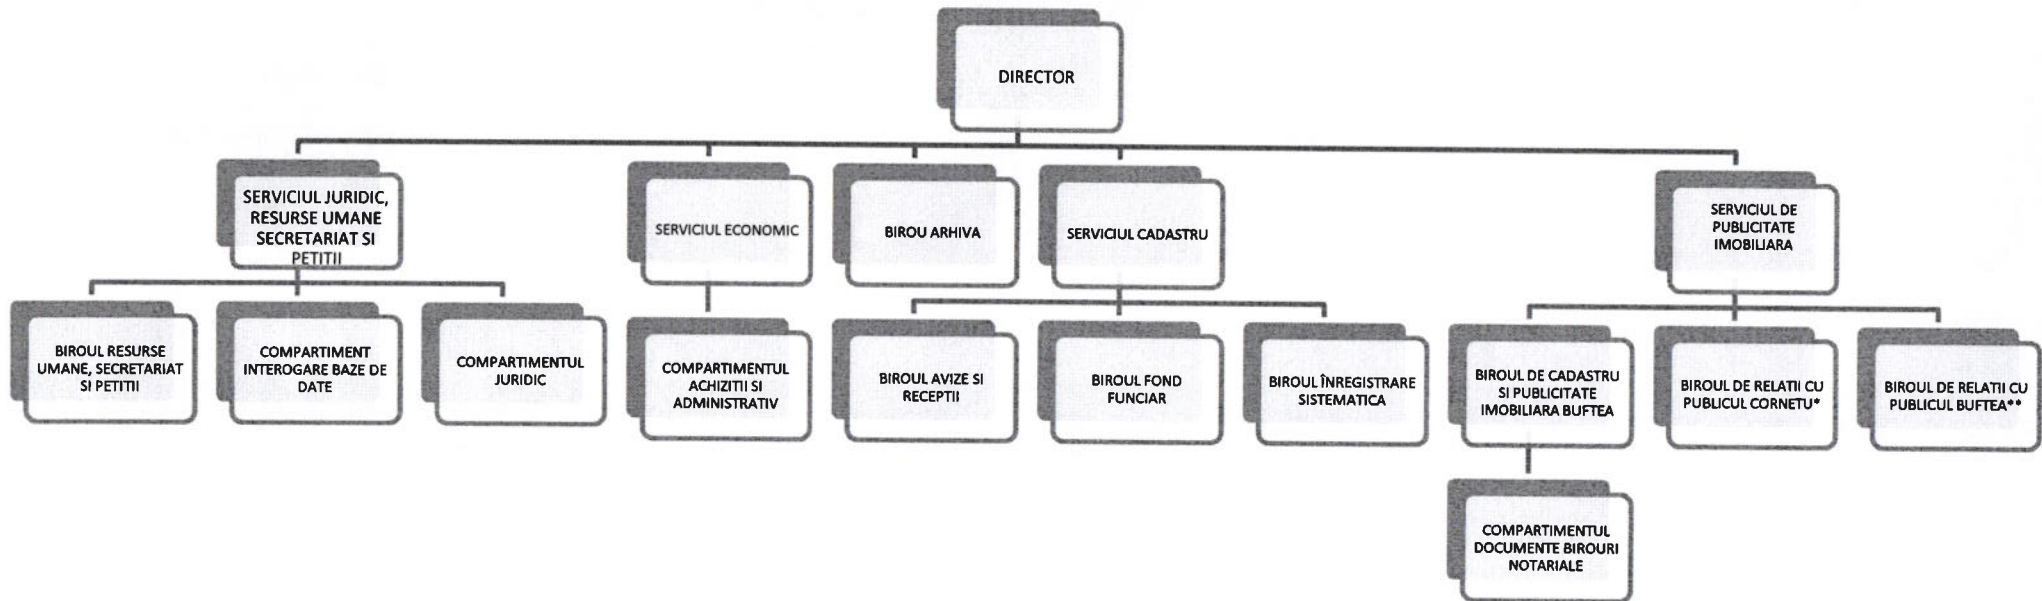 DIRECTOR
SERVICIUL JURIDIC,
RESURSE UMANE
SECRETARIAT SI
PETITII
SERVICIUL ECONOMIC
BIROU ARHIVA
SERVICIUL CADASTRU
SERVICIUL DE
PUBLICITATE
IMOBILIARA
BIROUL RESURSE
UMANE, SECRETARIAT
SI PETITII
COMPARTIMENT
INTEROGARE BAZE DE
DATE
COMPARTIMENTUL
JURIDIC
COMPARTIMENTUL
ACHIZITII SI
ADMINISTRATIV
BIROUL AVIZE SI
RECEPTII
BIROUL FOND
FUNCIAR
BIROUL ÎNREGISTRARE
SISTEMATICA
BIROUL DE CADASTRU
SI PUBLICITATE
IMOBILIARA BUFTEA
BIROUL DE RELATII CU
PUBLICUL CORNETU*
BIROUL DE RELATII CU
PUBLICUL BUFTEA**
COMPARTIMENTUL
DOCUMENTE BIROURI
NOTARIALE